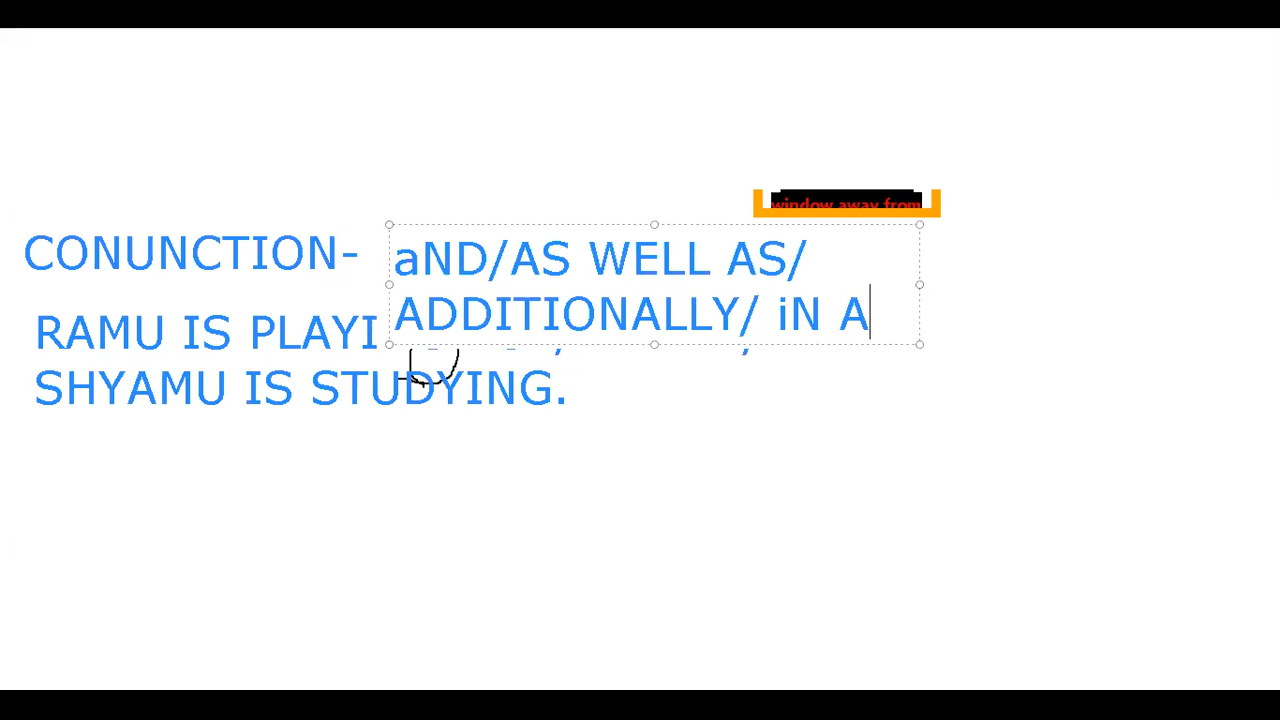 window away from
CONUNCTION-
aND/AS WELL AS/
ADDITIONALLY/ iN A
RAMU IS PLAYI
SHYAMU IS STUDYING.